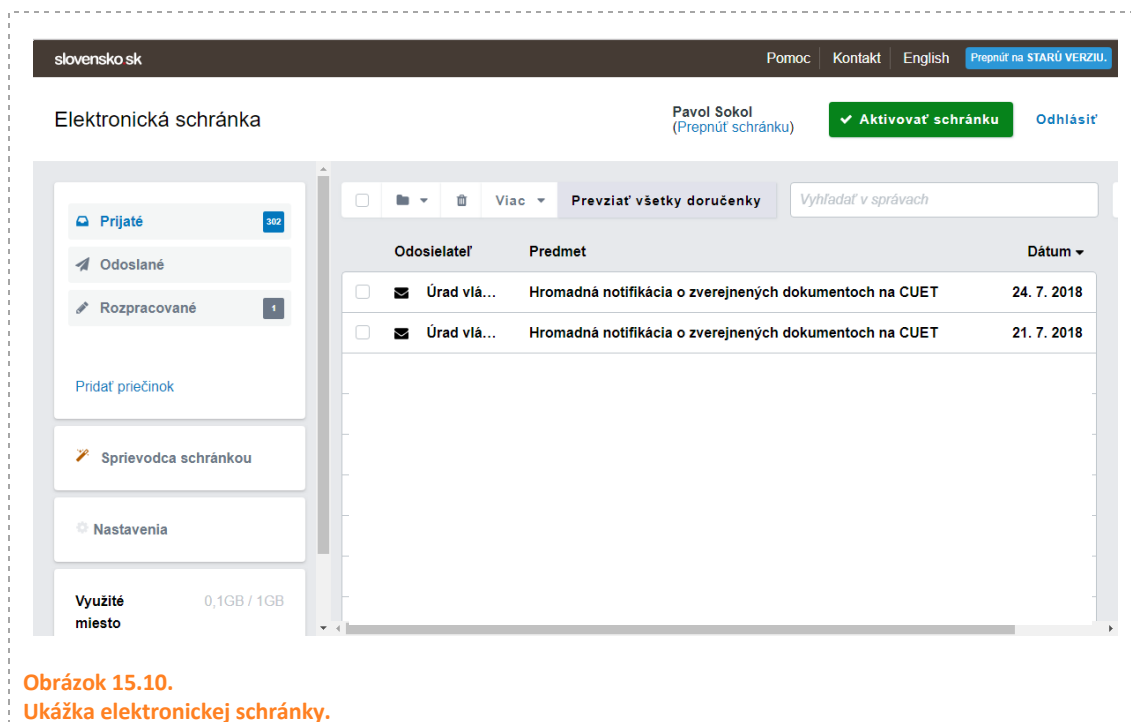 slovensko sk
Pomoc Kontakt English Prepnúť na STARÚ VERZIU.
Elektronická schránka
Pavol Sokol
(Prepnúť schránku)
Aktivovať schránku
Odhlásiť
Prijaté 302
Odoslané
Rozpracované 1
Pridať priečinok
Sprievodca schránkou
Nastavenia
Využité 0,1GB / 1GB
miesto
Viac Prevziať všetky doručenky Vyhľadať v správach
Odosielateľ Predmet Dátum
Úrad vlá... Hromadná notifikácia o zverejnených dokumentoch na CUET 24. 7. 2018
Úrad vlá... Hromadná notifikácia o zverejnených dokumentoch na CUET 21. 7. 2018
Obrázok 15.10.
Ukážka elektronickej schránky.